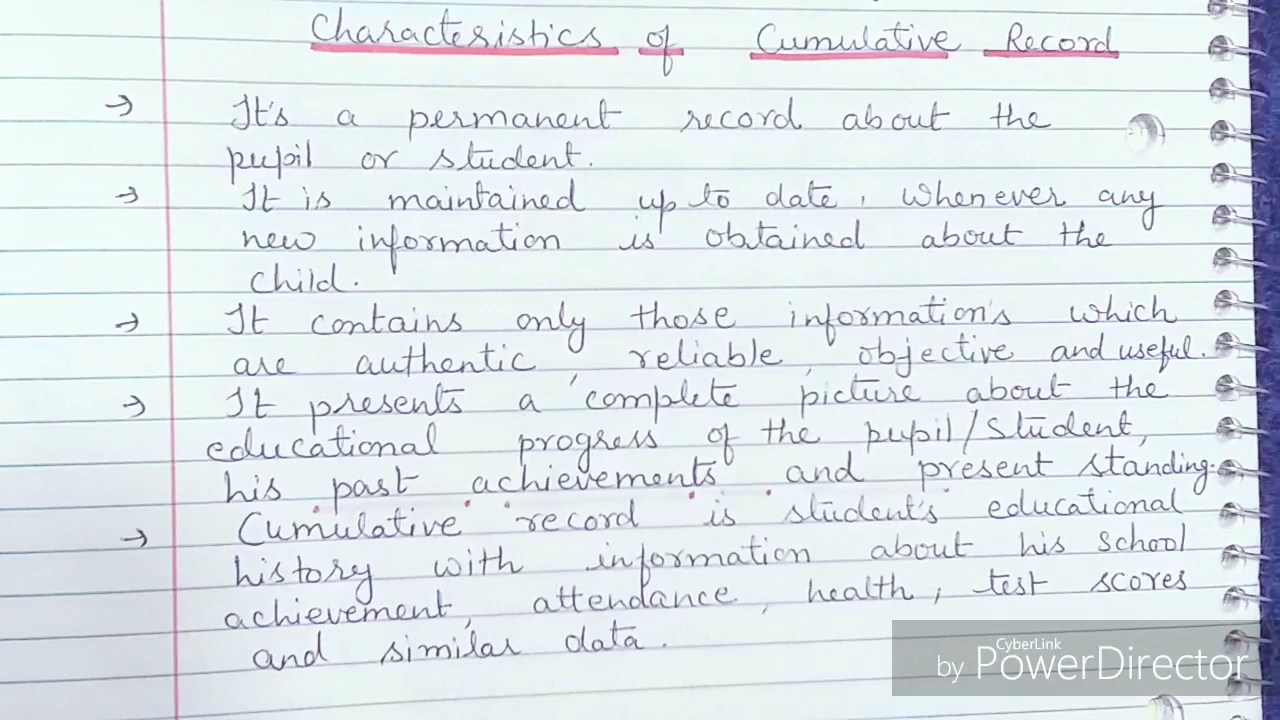 Characteristics of Cumulative Record
→ It's a permanent record about the
pupil or student.
→ It is maintained up to date, whenever any
new information is obtained about the
child.
→ It contains only those information's which
are authentic, reliable, objective and useful.
→ It presents a complete picture about the
educational progress of the pupil/student,
his past achievements and present standing.
→ Cumulative record is student's educational
history with information about his school
achievement, attendance, health, test scores
and similar data.
CyberLink
by PowerDirector